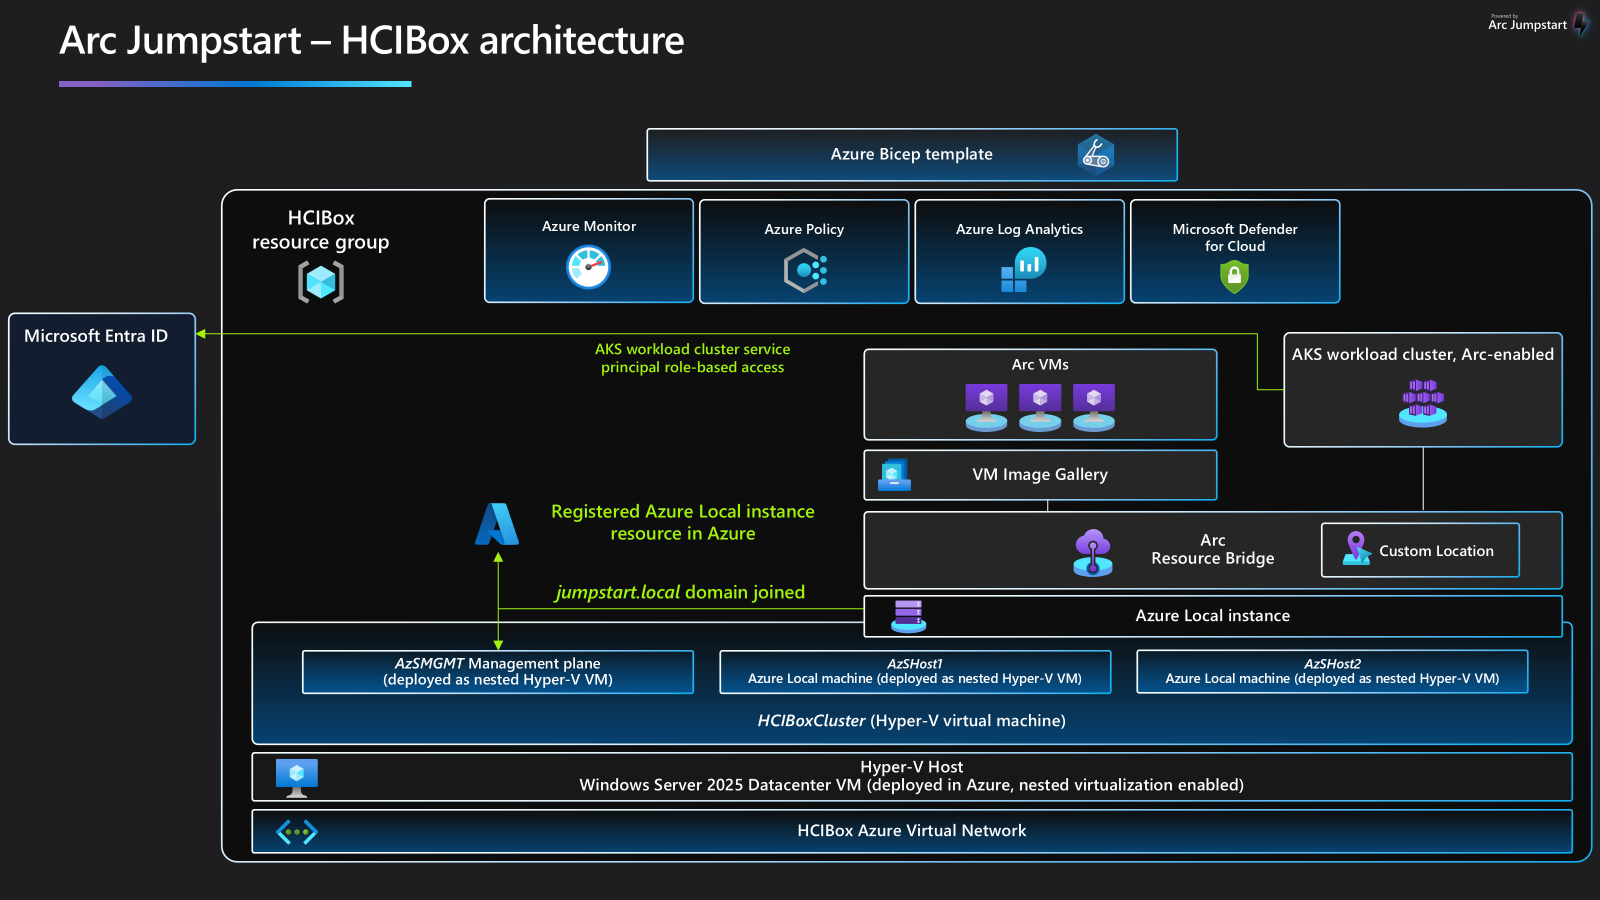 Arc Jumpstart – HCIBox architecture
Powered by
Arc Jumpstart
Azure Bicep template
HCIBox
resource group
Azure Monitor
Azure Policy
Azure Log Analytics
Microsoft Defender
for Cloud
Microsoft Entra ID
AKS workload cluster service
principal role-based access
Arc VMs
AKS workload cluster, Arc-enabled
VM Image Gallery
Registered Azure Local instance
resource in Azure
Arc
Resource Bridge
Custom Location
jumpstart.local domain joined
Azure Local instance
AzSMGMT Management plane
(deployed as nested Hyper-V VM)
AzSHost1
Azure Local machine (deployed as nested Hyper-V VM)
AzSHost2
Azure Local machine (deployed as nested Hyper-V VM)
HCIBoxCluster (Hyper-V virtual machine)
Hyper-V Host
Windows Server 2025 Datacenter VM (deployed in Azure, nested virtualization enabled)
HCIBox Azure Virtual Network